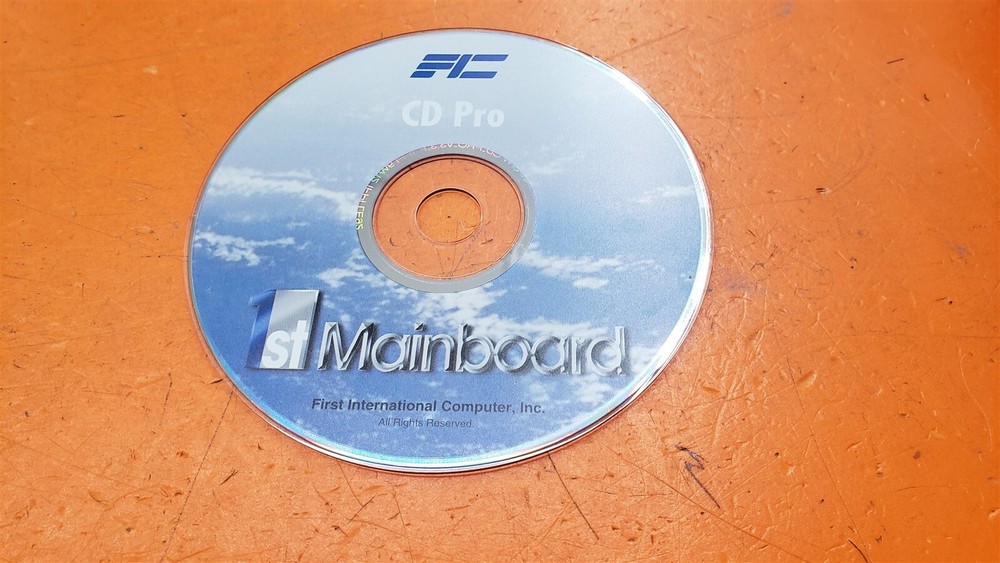 FIC
CD Pro
1st Mainboard
First International Computer, Inc.
All Rights Reserved.